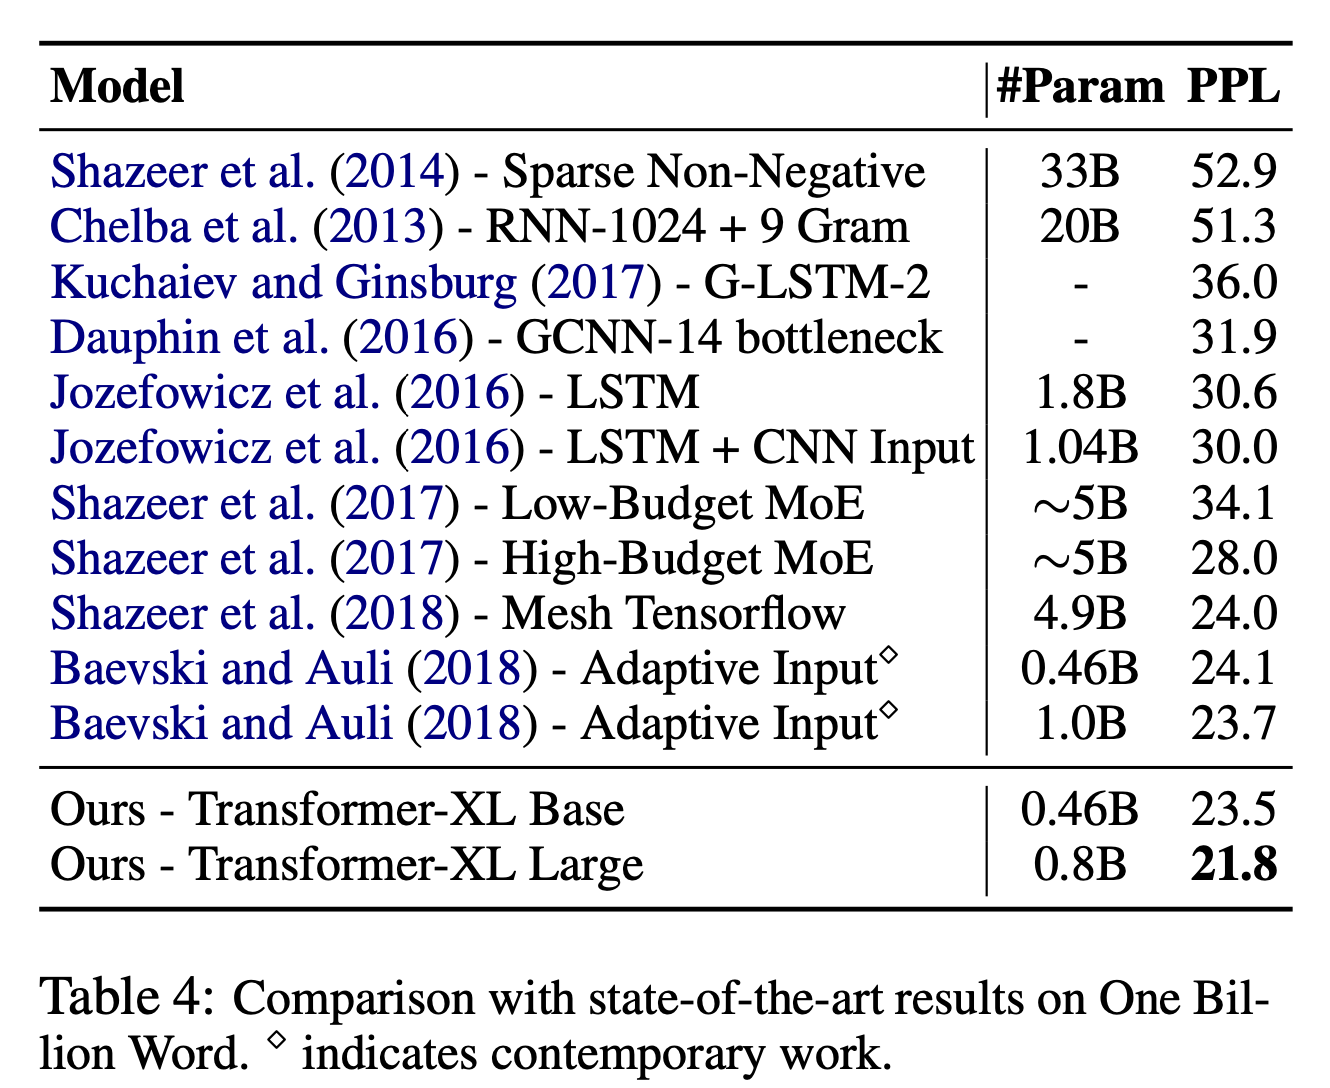 Model #Param PPL
Shazeer et al. (2014) - Sparse Non-Negative 33B 52.9
Chelba et al. (2013) - RNN-1024 + 9 Gram 20B 51.3
Kuchaiev and Ginsburg (2017) - G-LSTM-2 - 36.0
Dauphin et al. (2016) - GCNN-14 bottleneck - 31.9
Jozefowicz et al. (2016) - LSTM 1.8B 30.6
Jozefowicz et al. (2016) - LSTM + CNN Input 1.04B 30.0
Shazeer et al. (2017) - Low-Budget MoE ∼5B 34.1
Shazeer et al. (2017) - High-Budget MoE ∼5B 28.0
Shazeer et al. (2018) - Mesh Tensorflow 4.9B 24.0
Baevski and Auli (2018) - Adaptive Input⋄ 0.46B 24.1
Baevski and Auli (2018) - Adaptive Input⋄ 1.0B 23.7
Ours - Transformer-XL Base 0.46B 23.5
Ours - Transformer-XL Large 0.8B 21.8
Table 4: Comparison with state-of-the-art results on One Bil-
lion Word. ⋄ indicates contemporary work.